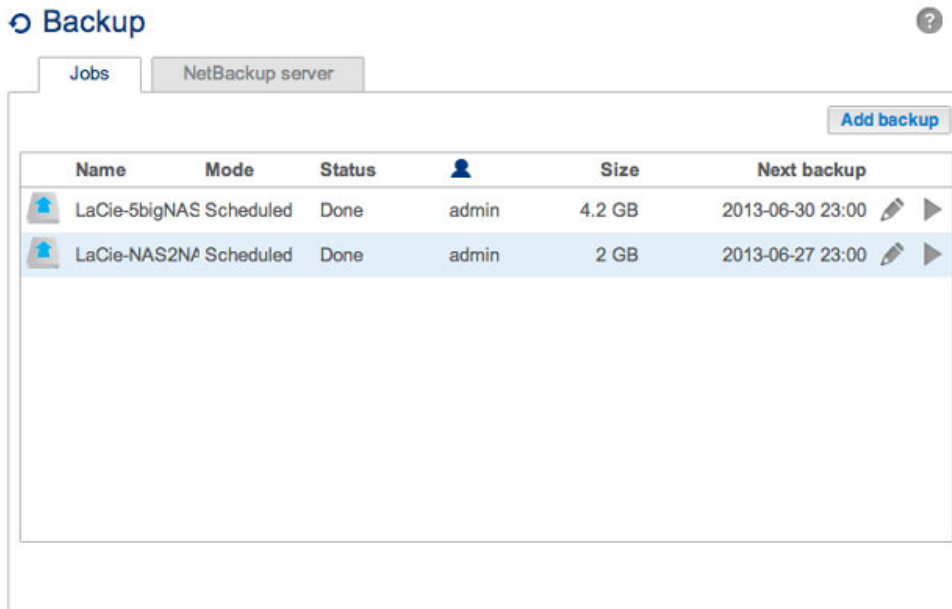 Backup
?
Jobs NetBackup server
Add backup
Name Mode Status Size Next backup
LaCie-5bigNAS Scheduled Done admin 4.2 GB 2013-06-30 23:00
LaCie-NAS2NA Scheduled Done admin 2 GB 2013-06-27 23:00